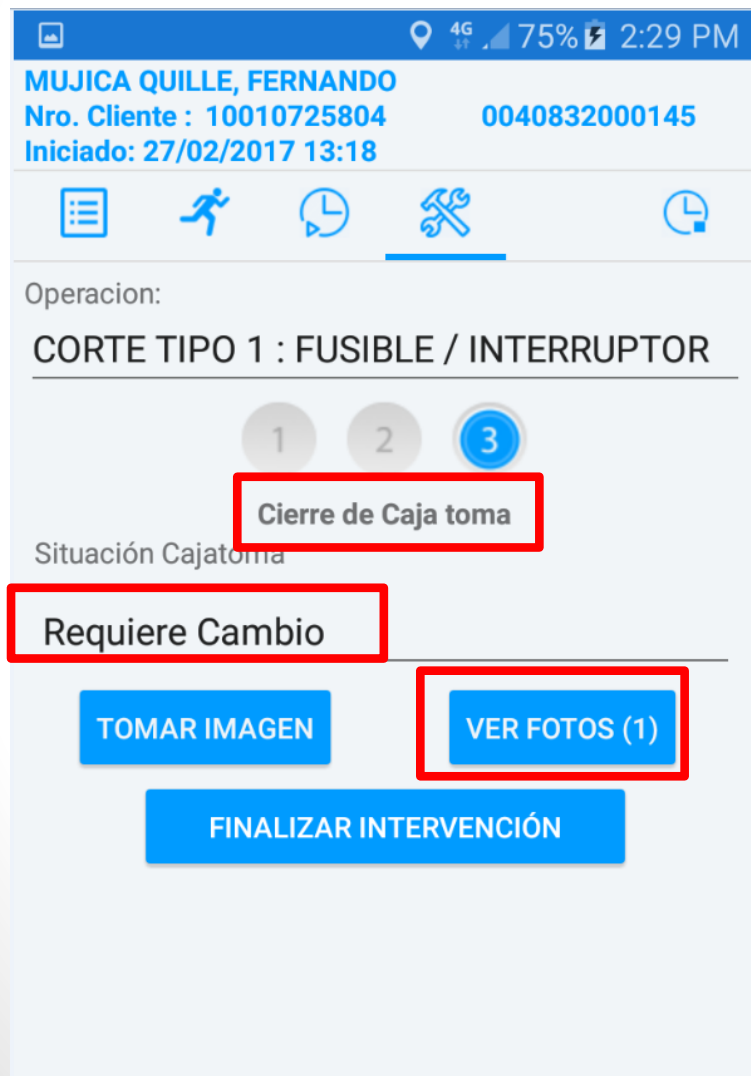 4G 75% 2:29 PM
MUJICA QUILLE, FERNANDO
Nro. Cliente : 10010725804 0040832000145
Iniciado: 27/02/2017 13:18
Operacion:
CORTE TIPO 1 : FUSIBLE / INTERRUPTOR
1 2 3
Cierre de Caja toma
Situación Cajatoma
Requiere Cambio
TOMAR IMAGEN VER FOTOS (1)
FINALIZAR INTERVENCIÓN